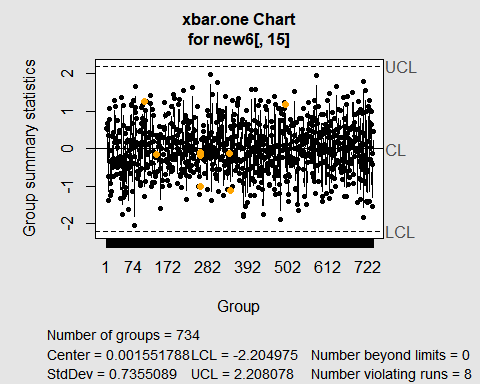 xbar.one Chart
for new6[, 15]
Group summary statistics
2
1
0
-1
-2
UCL
CL
LCL
1 74 172 282 392 502 612 722
Group
Number of groups = 734
Center = 0.001551788 LCL = -2.204975 Number beyond limits = 0
StdDev = 0.7355089 UCL = 2.208078 Number violating runs = 8